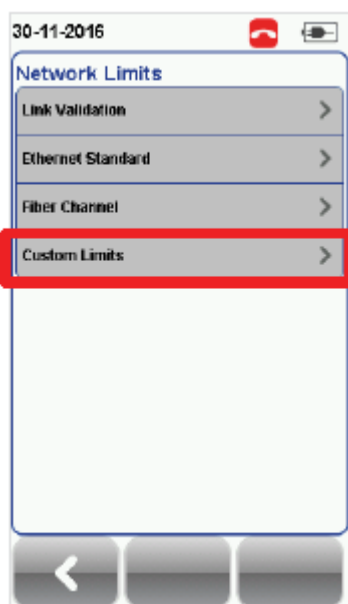 30-11-2016
Network Limits
Link Validation
Ethernet Standard
Fiber Channel
Custom Limits